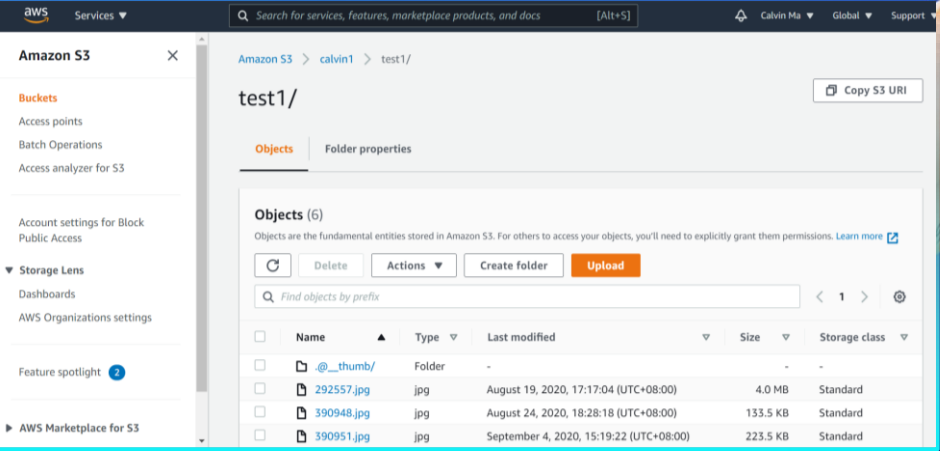 aws Services ▼ Search for services, features, marketplace products, and docs [Alt+S] Calvin Ma ▼ Global ▼ Support ▼
Amazon S3
Buckets
Access points
Batch Operations
Access analyzer for S3
Account settings for Block
Public Access
▼ Storage Lens
Dashboards
AWS Organizations settings
Feature spotlight 2
▶ AWS Marketplace for S3
Amazon S3 > calvin1 > test1/
test1/
Copy S3 URI
Objects Folder properties
Objects (6)
Objects are the fundamental entities stored in Amazon S3. For others to access your objects, you'll need to explicitly grant them permissions. Learn more
Delete Actions ▼ Create folder Upload
Find objects by prefix < 1 >
Name ▲ Type ▽ Last modified ▽ Size ▽ Storage class ▽
.@__thumb/ Folder - - -
292557.jpg jpg August 19, 2020, 17:17:04 (UTC+08:00) 4.0 MB Standard
390948.jpg jpg August 24, 2020, 18:28:18 (UTC+08:00) 133.5 KB Standard
390951.jpg jpg September 4, 2020, 15:19:22 (UTC+08:00) 223.5 KB Standard